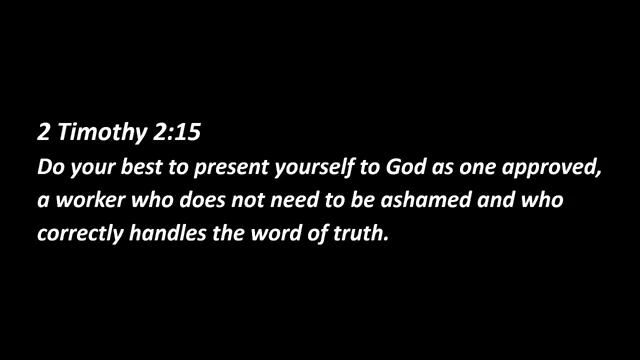 2 Timothy 2:15
Do your best to present yourself to God as one approved,
a worker who does not need to be ashamed and who
correctly handles the word of truth.